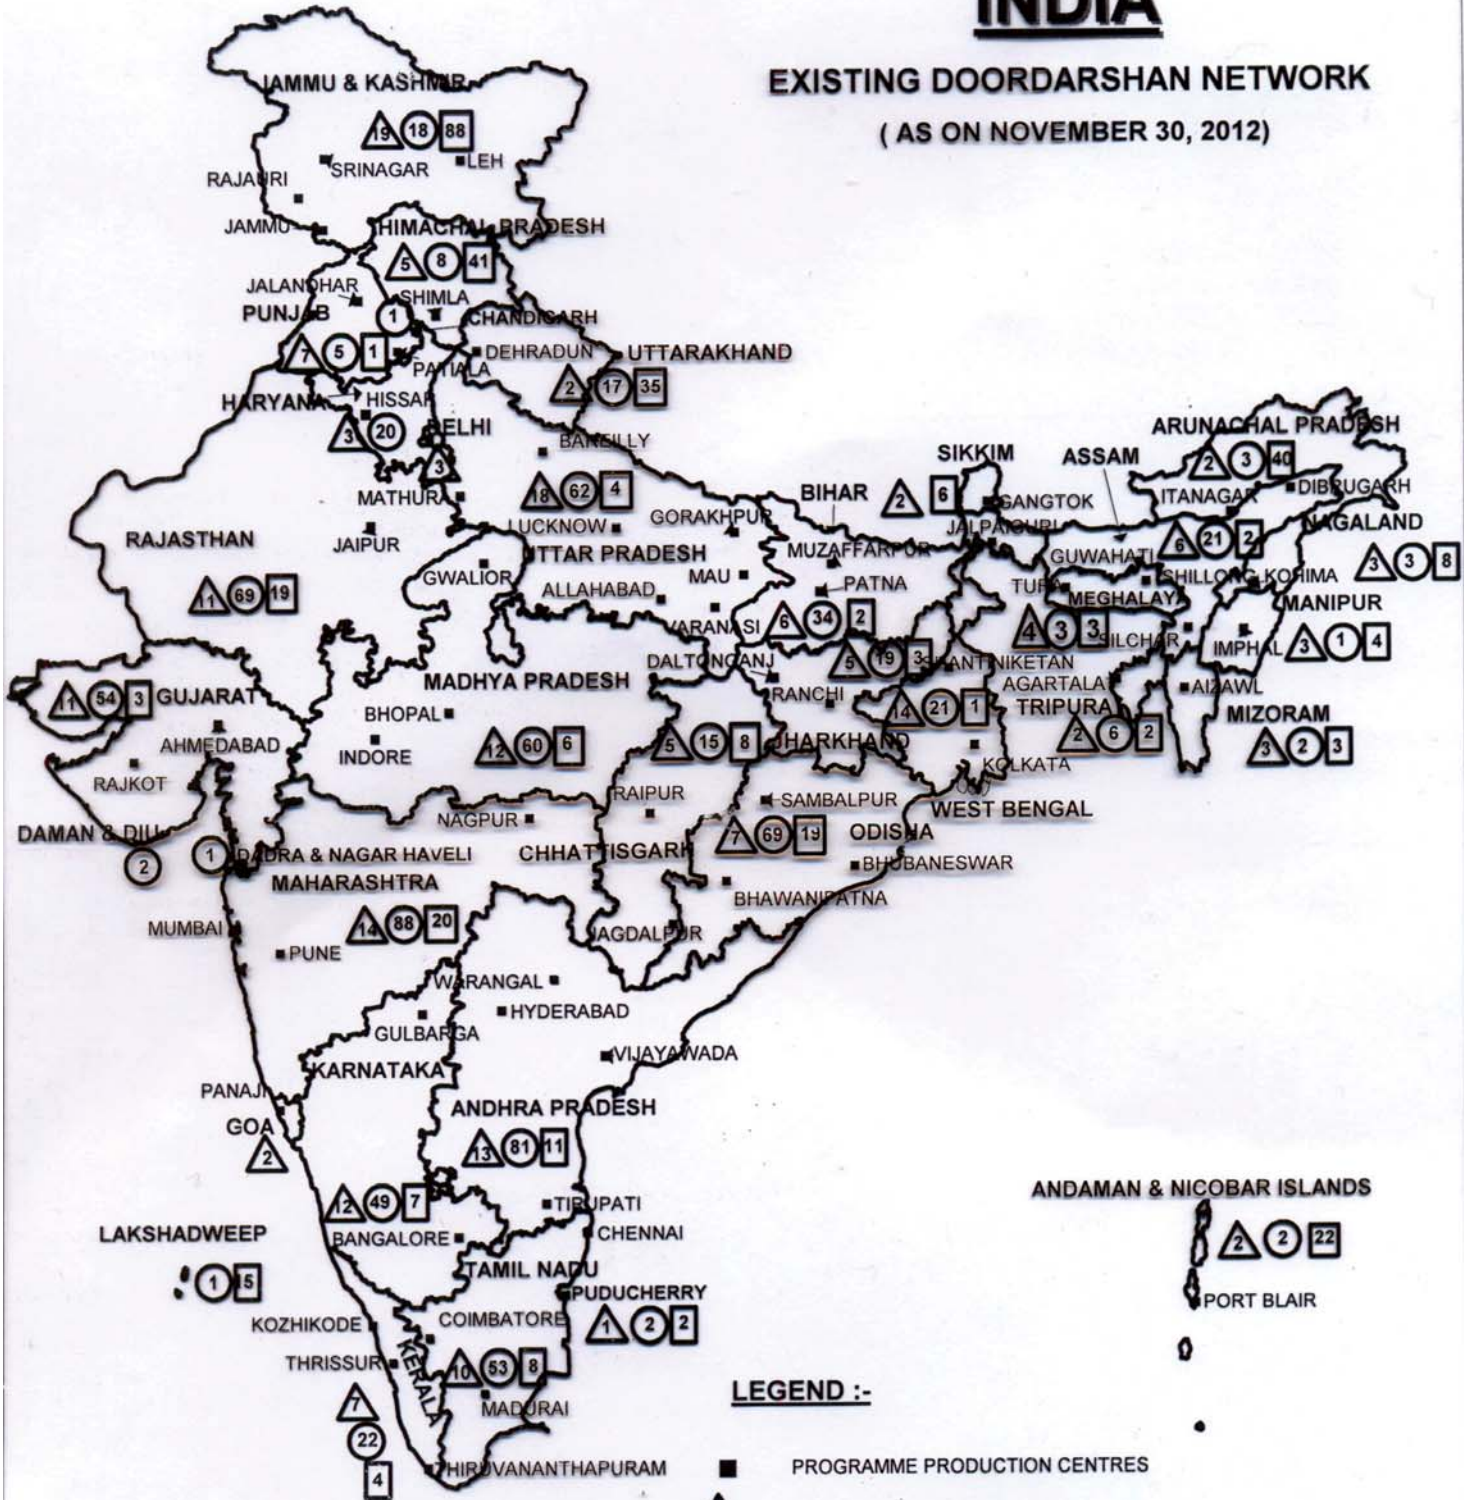 INDIA
EXISTING DOORDARSHAN NETWORK
( AS ON NOVEMBER 30, 2012)
JAMMU & KASHMIR
19 18 88
SRINAGAR
LEH
RAJAURI
JAMMU
HIMACHAL PRADESH
5 8 41
JALANDHAR
SHIMLA
PUNJAB
1
CHANDIGARH
7 5 1
PATIALA
DEHRADUN
UTTARAKHAND
2 17 35
HARYANA
HISSAR
3 20
DELHI
3
BAREILLY
MATHURA
18 62 4
LUCKNOW
GORAKHPUR
UTTAR PRADESH
RAJASTHAN
JAIPUR
11 69 19
GWALIOR
ALLAHABAD
MAU
VARANASI
BIHAR
MUZAFFARPUR
PATNA
6 34 2
SIKKIM
2 6
GANGTOK
JALPAIGURI
ASSAM
ARUNACHAL PRADESH
2 3 40
ITANAGAR
DIBRUGARH
NAGALAND
6 21 2
GUWAHATI
3 3 8
SHILLONG
KOHIMA
TURA
MEGHALAYA
MANIPUR
4 3 3
SILCHAR
IMPHAL
3 1 4
DALTONGANJ
5 19 3
SHANTINIKETAN
AGARTALA
AIZAWL
RANCHI
14 21 1
TRIPURA
MIZORAM
2 6 2
3 2 3
11 54 3
GUJARAT
MADHYA PRADESH
AHMEDABAD
BHOPAL
INDORE
12 60 6
5 15 8
JHARKHAND
KOLKATA
RAJKOT
RAIPUR
SAMBALPUR
WEST BENGAL
NAGPUR
DAMAN & DIU
2
1
DADRA & NAGAR HAVELI
CHHATTISGARH
7 69 19
ODISHA
BHUBANESWAR
MAHARASHTRA
BHAWANIPATNA
MUMBAI
14 88 20
JAGDALPUR
PUNE
WARANGAL
HYDERABAD
GULBARGA
VIJAYAWADA
KARNATAKA
PANAJI
ANDHRA PRADESH
GOA
2
13 81 11
12 49 7
TIRUPATI
BANGALORE
CHENNAI
LAKSHADWEEP
1 15
TAMIL NADU
PUDUCHERRY
1 2 2
ANDAMAN & NICOBAR ISLANDS
2 2 22
PORT BLAIR
KOZHIKODE
COIMBATORE
THRISSUR
KERALA
10 53 8
7
MADURAI
22
4
THIRUVANANTHAPURAM
LEGEND :-
PROGRAMME PRODUCTION CENTRES